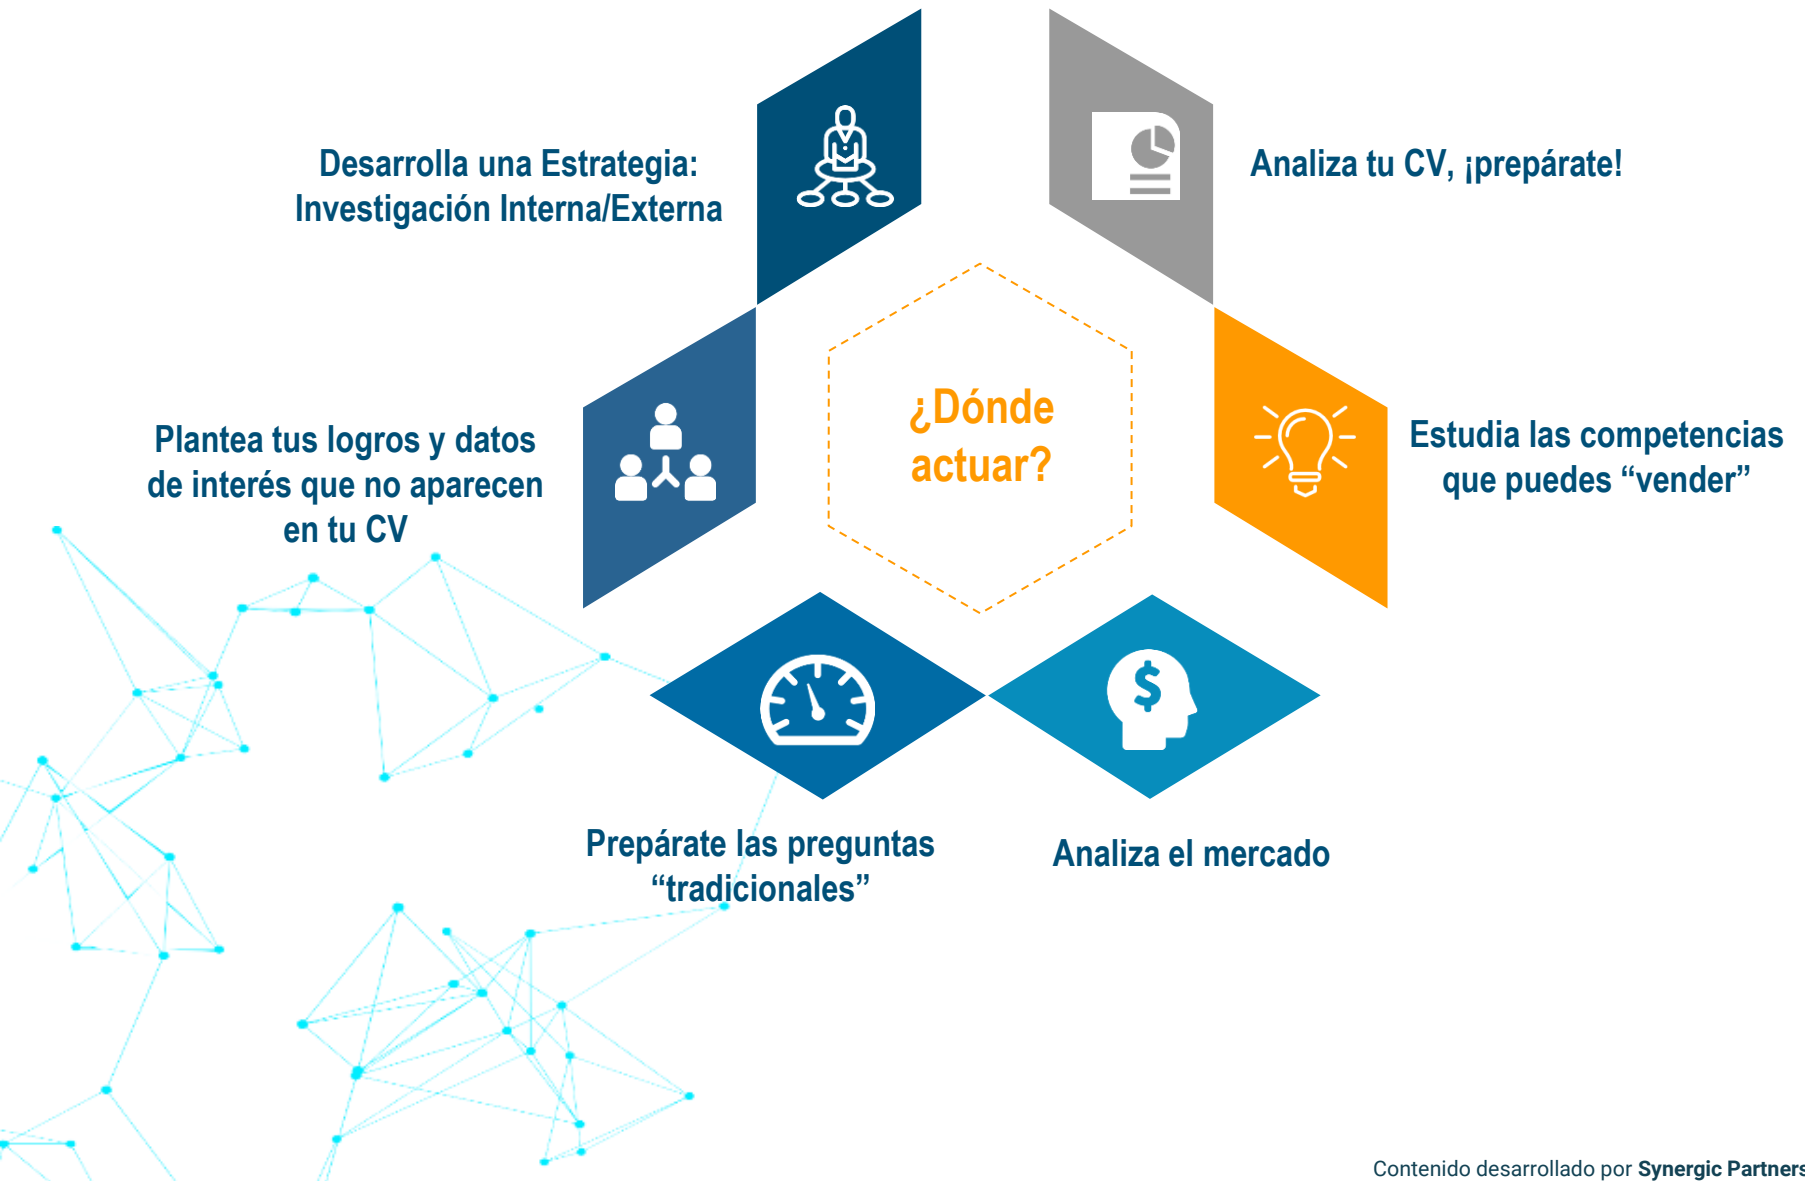 Desarrolla una Estrategia:
Investigación Interna/Externa
Analiza tu CV, ¡prepárate!
¿Dónde
actuar?
Plantea tus logros y datos
de interés que no aparecen
en tu CV
Estudia las competencias
que puedes “vender”
Prepárate las preguntas
“tradicionales”
Analiza el mercado
Contenido desarrollado por Synergic Partners